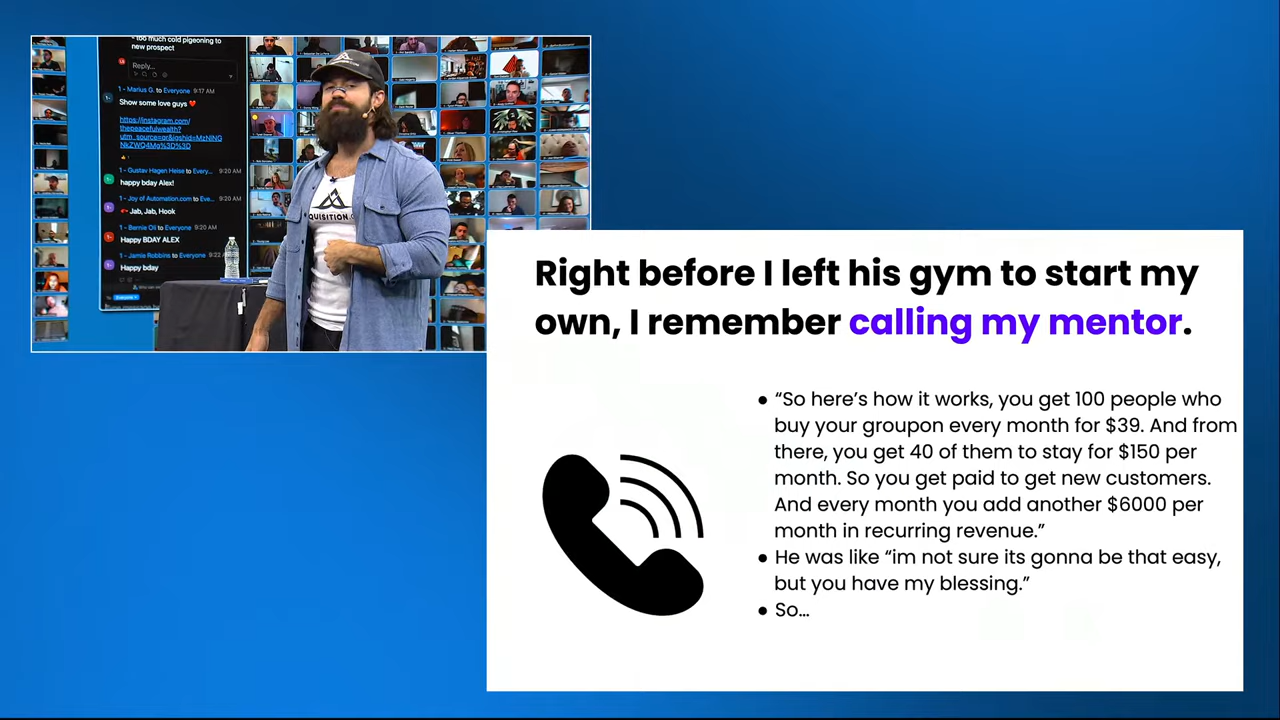 - too much cold pigeoning to
new prospect
Reply...
1 - Marius G. to Everyone 9:17 AM
Show some love guys ❤️
https://instagram.com/
thepeacefulwealth?
utm_source=qr&igshid=MzNlNG
NkZWQ4Mg%3D%3D
1 - Gustav Hagen Heise to Every... 9:20 AM
happy bday Alex!
1 - Joy of Automation.com to Eve... 9:20 AM
Jab, Jab, Hook
1 - Bernie Oli to Everyone 9:20 AM
Happy BDAY ALEX
1 - Jamie Robbins to Everyone 9:22
Happy bday
Everyone
QUISITION.C
Right before I left his gym to start my
own, I remember calling my mentor.
● “So here’s how it works, you get 100 people who
buy your groupon every month for $39. And from
there, you get 40 of them to stay for $150 per
month. So you get paid to get new customers.
And every month you add another $6000 per
month in recurring revenue.”
● He was like “im not sure its gonna be that easy,
but you have my blessing.”
● So...